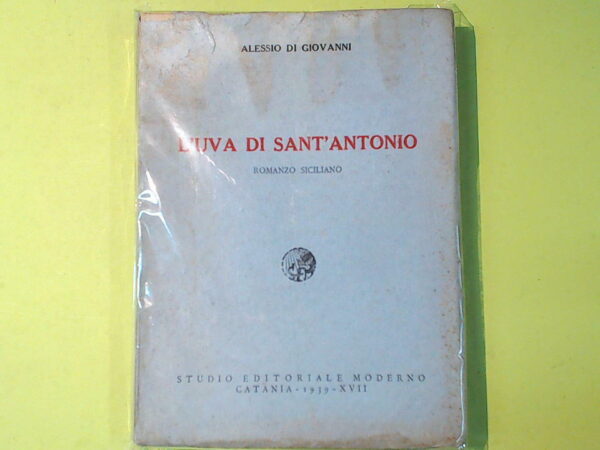 ALESSIO DI GIOVANNI
L'UVA DI SANT'ANTONIO
ROMANZO SICILIANO
STUDIO EDITORIALE MODERNO
CATANIA - 1939 - XVII